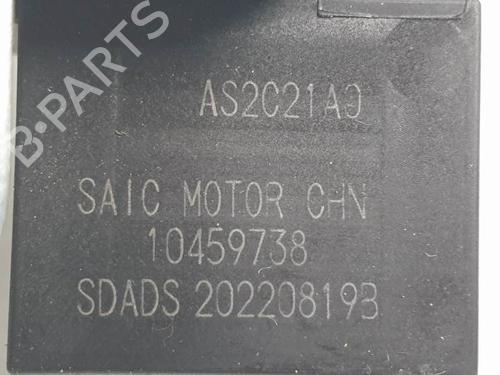 B-PARTS
AS2C21A0
SAIC MOTOR CHN
10459738
SDADS 20220819B